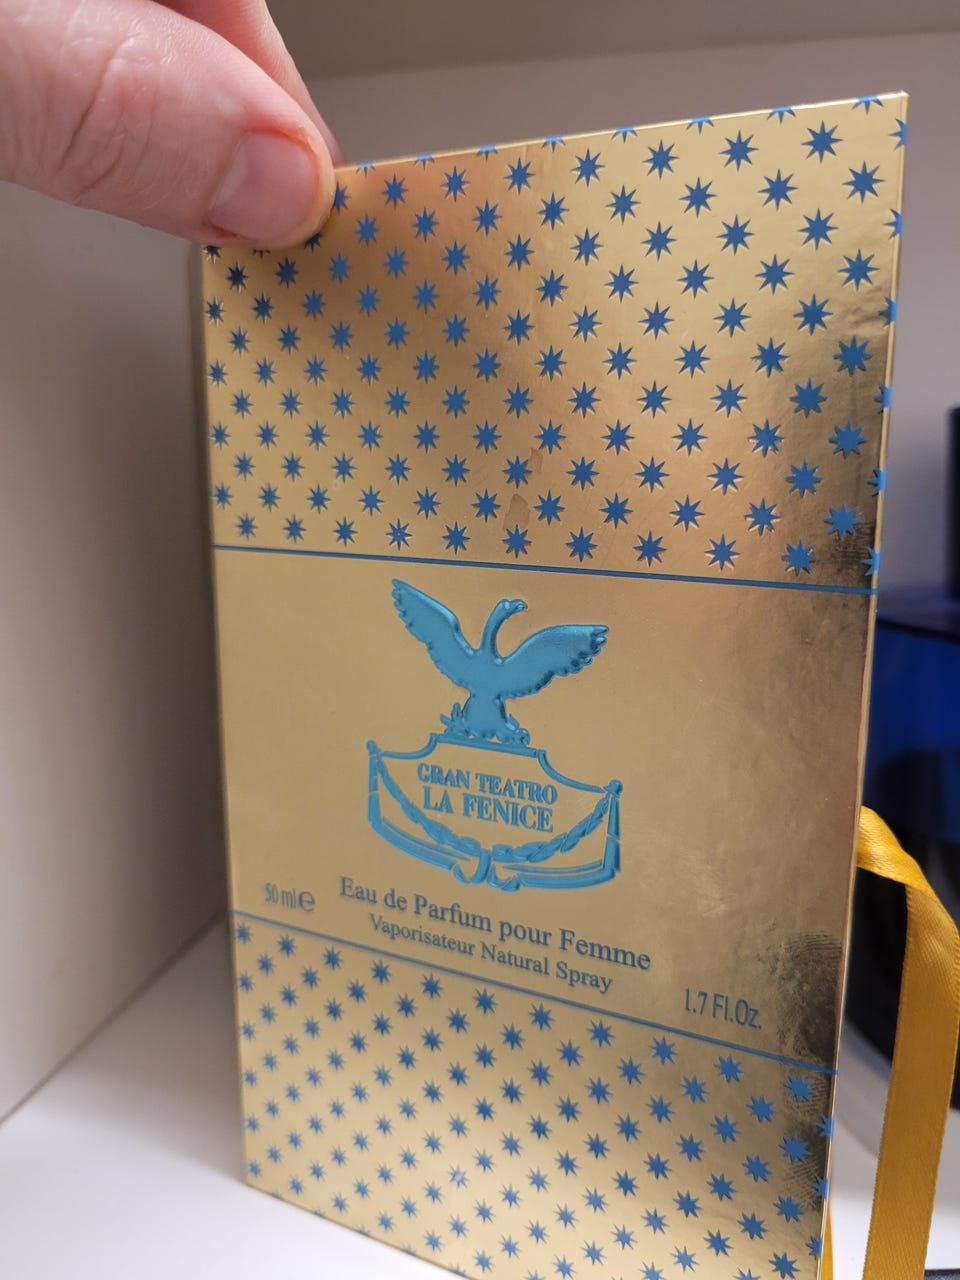 GRAN TEATRO
LA FENICE
50 ml ℮
Eau de Parfum pour Femme
Vaporisateur Natural Spray
1.7 Fl.Oz.